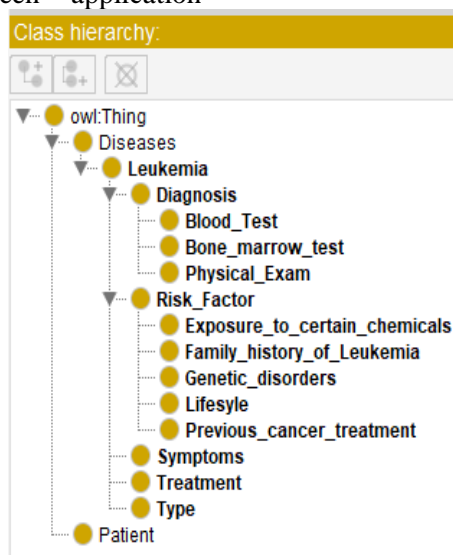 Class hierarchy:
owl:Thing
Diseases
Leukemia
Diagnosis
Blood_Test
Bone_marrow_test
Physical_Exam
Risk_Factor
Exposure_to_certain_chemicals
Family_history_of_Leukemia
Genetic_disorders
Lifesyle
Previous_cancer_treatment
Symptoms
Treatment
Type
Patient